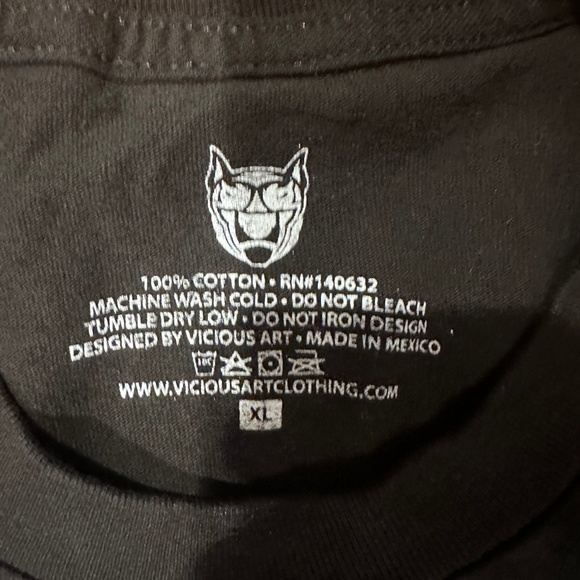 100% COTTON • RN#140632
MACHINE WASH COLD • DO NOT BLEACH
TUMBLE DRY LOW • DO NOT IRON DESIGN
DESIGNED BY VICIOUS ART • MADE IN MEXICO
WWW.VICIOUSARTCLOTHING.COM
XL